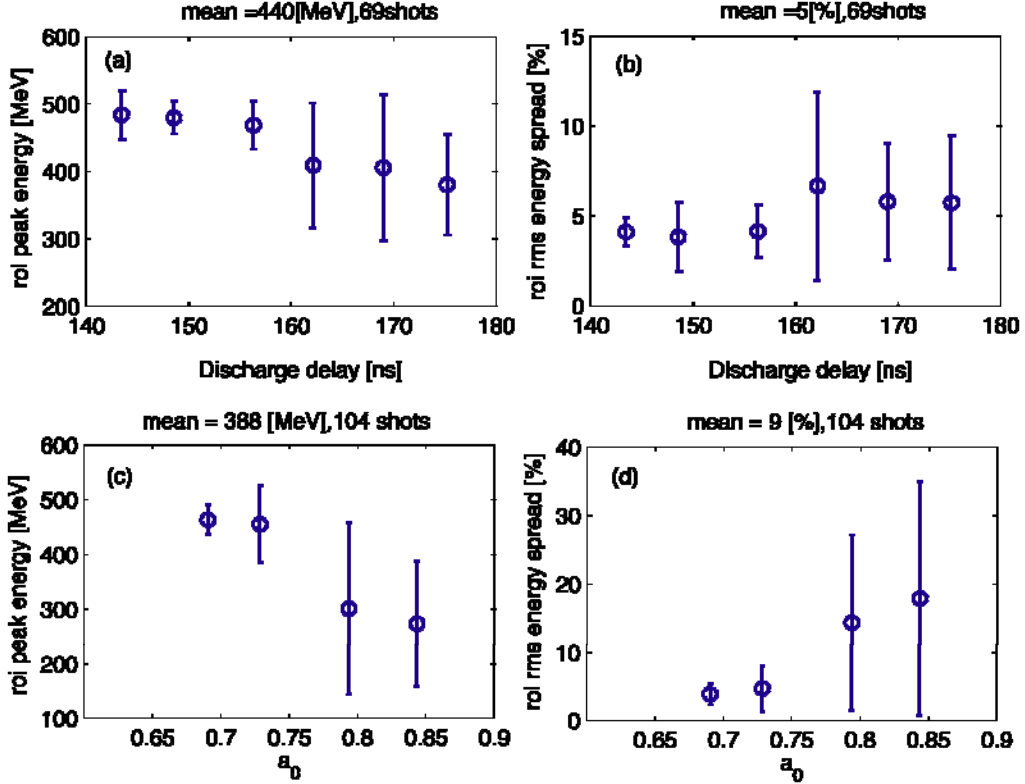 mean =440[MeV],69shots
(a)
roi peak energy [MeV]
600
500
400
300
200
140 150 160 170 180
Discharge delay [ns[
mean =5[%],69shots
(b)
roi rms energy spread [%]
15
10
5
0
140 150 160 170 180
Discharge delay [ns]
mean = 388 [MeV],104 shots
(c)
roi peak energy [MeV]
600
500
400
300
200
100
0.65 0.7 0.75 0.8 0.85 0.9
a0
mean = 9 [%],104 shots
(d)
roi rms energy spread [%]
40
30
20
10
0
0.65 0.7 0.75 0.8 0.85 0.9
a0